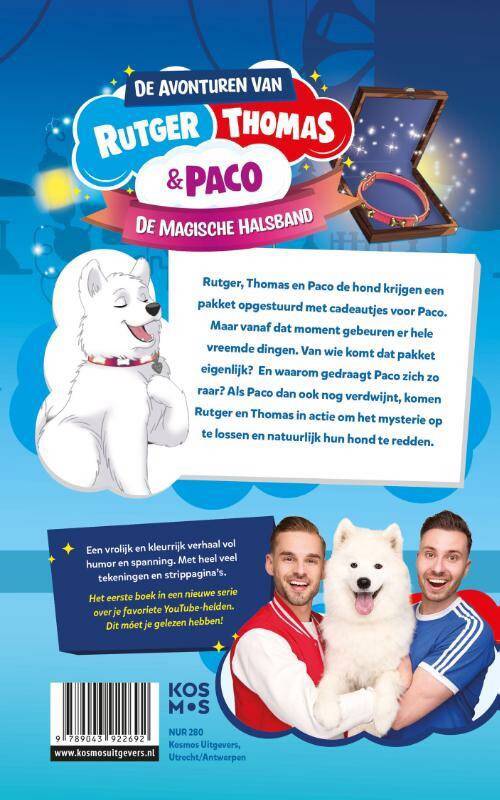 DE AVONTUREN VAN
RUTGER THOMAS
& PACO
DE MAGISCHE HALSBAND
Rutger, Thomas en Paco de hond krijgen een
pakket opgestuurd met cadeautjes voor Paco.
Maar vanaf dat moment gebeuren er hele
vreemde dingen. Van wie komt dat pakket
eigenlijk? En waarom gedraagt Paco zich zo
raar? Als Paco dan ook nog verdwijnt, komen
Rutger en Thomas in actie om het mysterie op
te lossen en natuurlijk hun hond te redden.
Een vrolijk en kleurrijk verhaal vol
humor en spanning. Met heel veel
tekeningen en strippagina's.
Het eerste boek in een nieuwe serie
over je favoriete YouTube-helden.
Dit móet je gelezen hebben!
KOS
M•S
9 789043 922692
www.kosmosuitgevers.nl
NUR 280
Kosmos Uitgevers,
Utrecht/Antwerpen